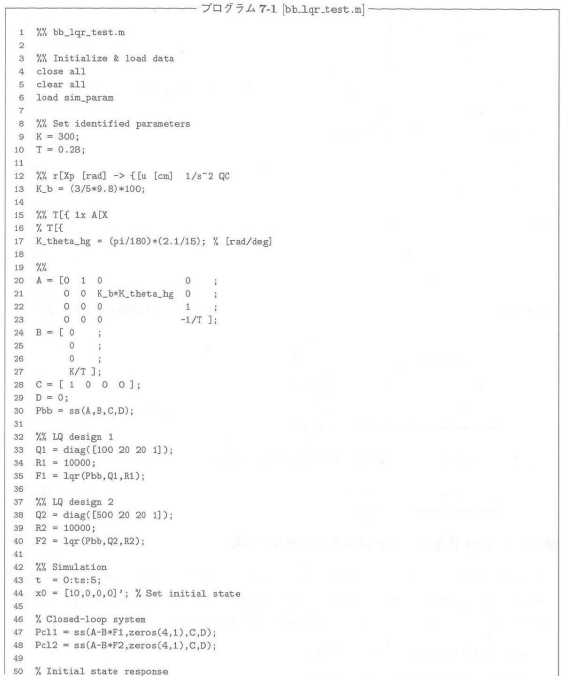 プログラム 7-1 [bb_lqr_test.m]
1 %% bb_lqr_test.m
2
3 %% Initialize & load data
4 close all
5 clear all
6 load sim_param
7
8 %% Set identified parameters
9 K = 300;
10 T = 0.28;
11
12 %% r[Xp [rad] -> {[u [cm] 1/s^2 QC
13 K_b = (3/5*9.8)*100;
14
15 %% T[{ 1x A[X
16 % T[{
17 K_theta_hg = (pi/180)*(2.1/15); % [rad/deg]
18
19 %%
20 A = [0 1 0 0 ;
21 0 0 K_b*K_theta_hg 0 ;
22 0 0 0 1 ;
23 0 0 0 -1/T ];
24 B = [ 0 ;
25 0 ;
26 0 ;
27 K/T ];
28 C = [ 1 0 0 0 ];
29 D = 0;
30 Pbb = ss(A,B,C,D);
31
32 %% LQ design 1
33 Q1 = diag([100 20 20 1]);
34 R1 = 10000;
35 F1 = lqr(Pbb,Q1,R1);
36
37 %% LQ design 2
38 Q2 = diag([500 20 20 1]);
39 R2 = 10000;
40 F2 = lqr(Pbb,Q2,R2);
41
42 %% Simulation
43 t = 0:ts:5;
44 x0 = [10,0,0,0]'; % Set initial state
45
46 % Closed-loop system
47 Pcl1 = ss(A-B*F1,zeros(4,1),C,D);
48 Pcl2 = ss(A-B*F2,zeros(4,1),C,D);
49
50 % Initial state response